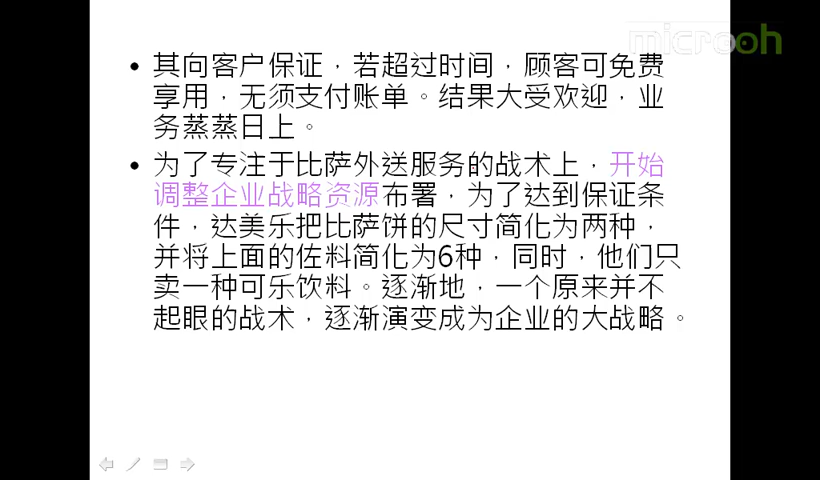 microoh
• 其向客户保证，若超过时间，顾客可免费
享用，无须支付账单。结果大受欢迎，业
务蒸蒸日上。
• 为了专注于比萨外送服务的战术上，开始
调整企业战略资源布署，为了达到保证条
件，达美乐把比萨饼的尺寸简化为两种，
并将上面的佐料简化为6种，同时，他们只
卖一种可乐饮料。逐渐地，一个原来并不
起眼的战术，逐渐演变成为企业的大战略。